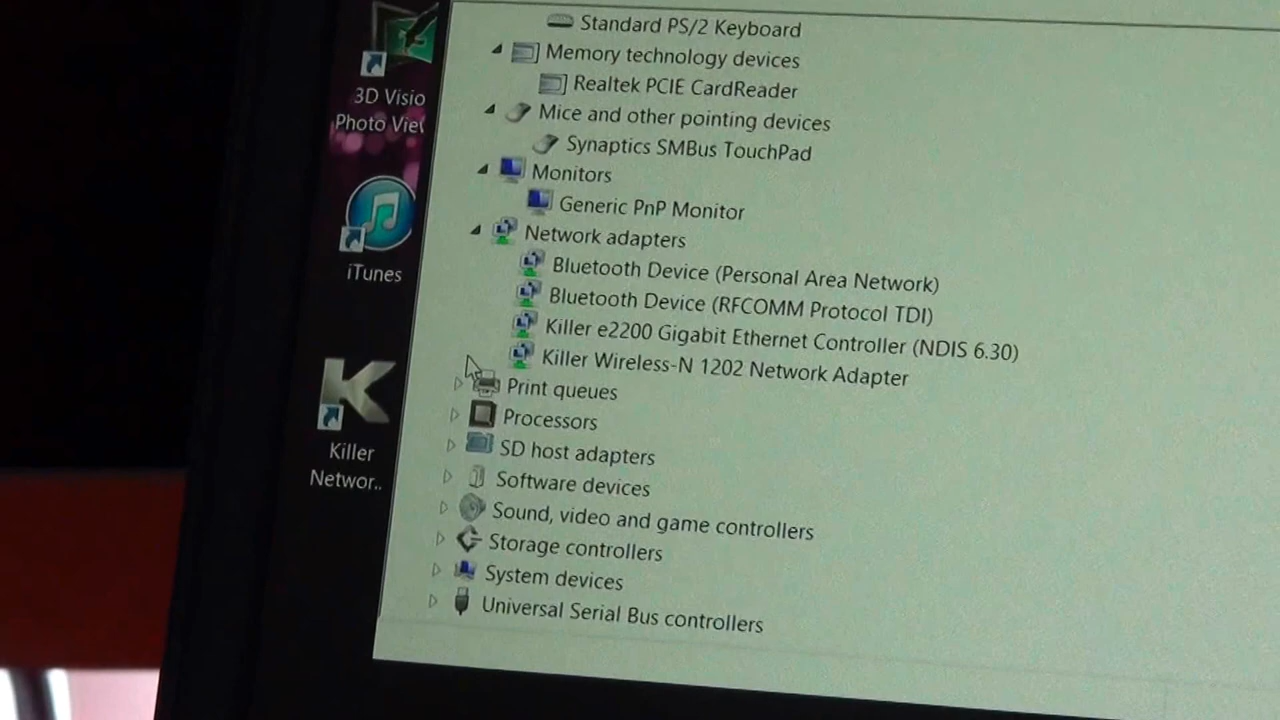 3D Visio
Photo Vie
iTunes
Killer
Networ..
Standard PS/2 Keyboard
Memory technology devices
Realtek PCIE CardReader
Mice and other pointing devices
Synaptics SMBus TouchPad
Monitors
Generic PnP Monitor
Network adapters
Bluetooth Device (Personal Area Network)
Bluetooth Device (RFCOMM Protocol TDI)
Killer e2200 Gigabit Ethernet Controller (NDIS 6.30)
Killer Wireless-N 1202 Network Adapter
Print queues
Processors
SD host adapters
Software devices
Sound, video and game controllers
Storage controllers
System devices
Universal Serial Bus controllers